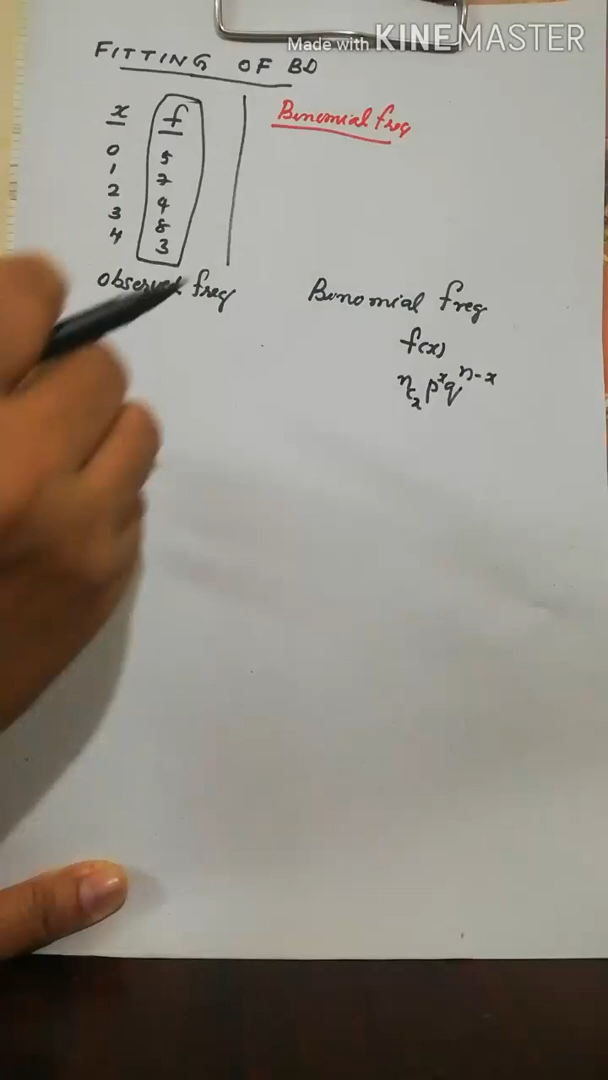 Made with KINEMASTER
FITTING OF BD
x f
0 5
1 7
2 4
3 8
4 3
Binomial freq
observed freq
Binomial freq
f(x)
ncx p^x q^n-x